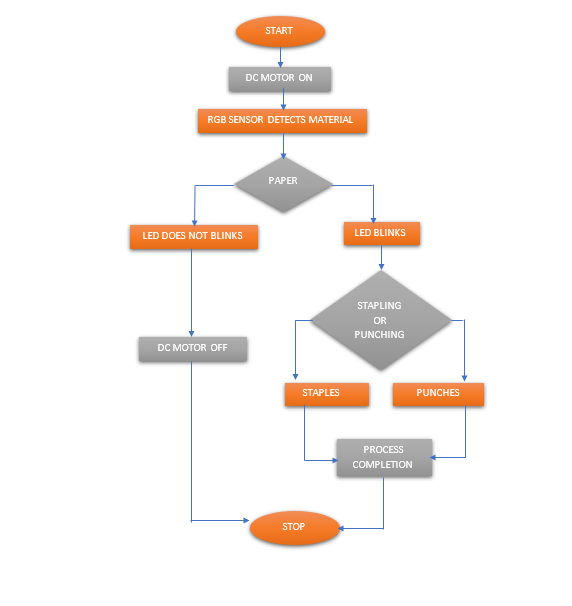 START
DC MOTOR ON
RGB SENSOR DETECTS MATERIAL
PAPER
LED DOES NOT BLINKS
LED BLINKS
STAPLING
OR
PUNCHING
DC MOTOR OFF
STAPLES
PUNCHES
PROCESS
COMPLETION
STOP